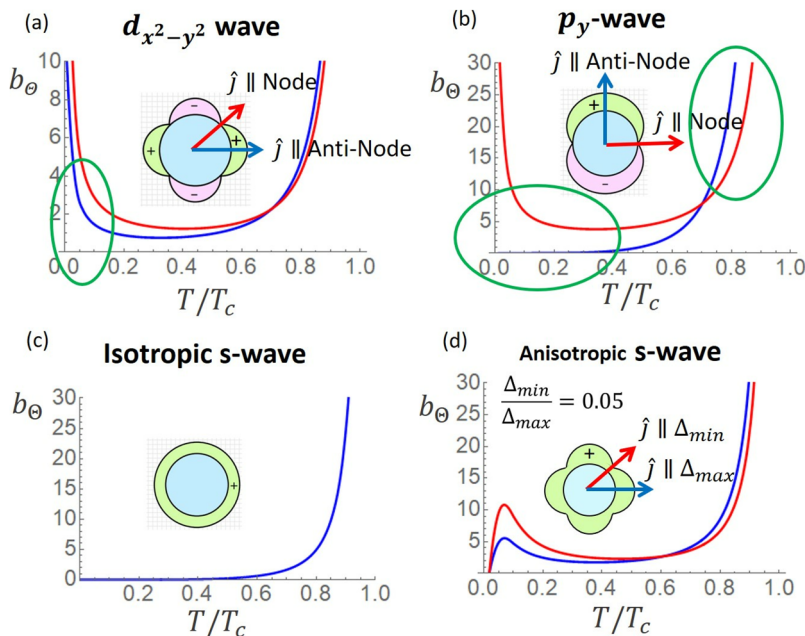 (a)
d_{x²−y²} wave
b_Θ
10
8
6
4
2
0.0
0.2
0.4
0.6
0.8
1.0
T/T_c
−
+
+
−
ĵ ∥ Node
ĵ ∥ Anti-Node
(b)
p_y-wave
b_Θ
30
25
20
15
10
5
0.0
0.2
0.4
0.6
0.8
1.0
T/T_c
ĵ ∥ Anti-Node
+
ĵ ∥ Node
-
(c)
Isotropic s-wave
b_Θ
30
25
20
15
10
5
0
0.0
0.2
0.4
0.6
0.8
1.0
T/T_c
+
(d)
Anisotropic s-wave
b_Θ
30
25
20
15
10
5
0
0.0
0.2
0.4
0.6
0.8
1.0
T/T_c
Δ_min/Δ_max = 0.05
+
ĵ ∥ Δ_min
ĵ ∥ Δ_max